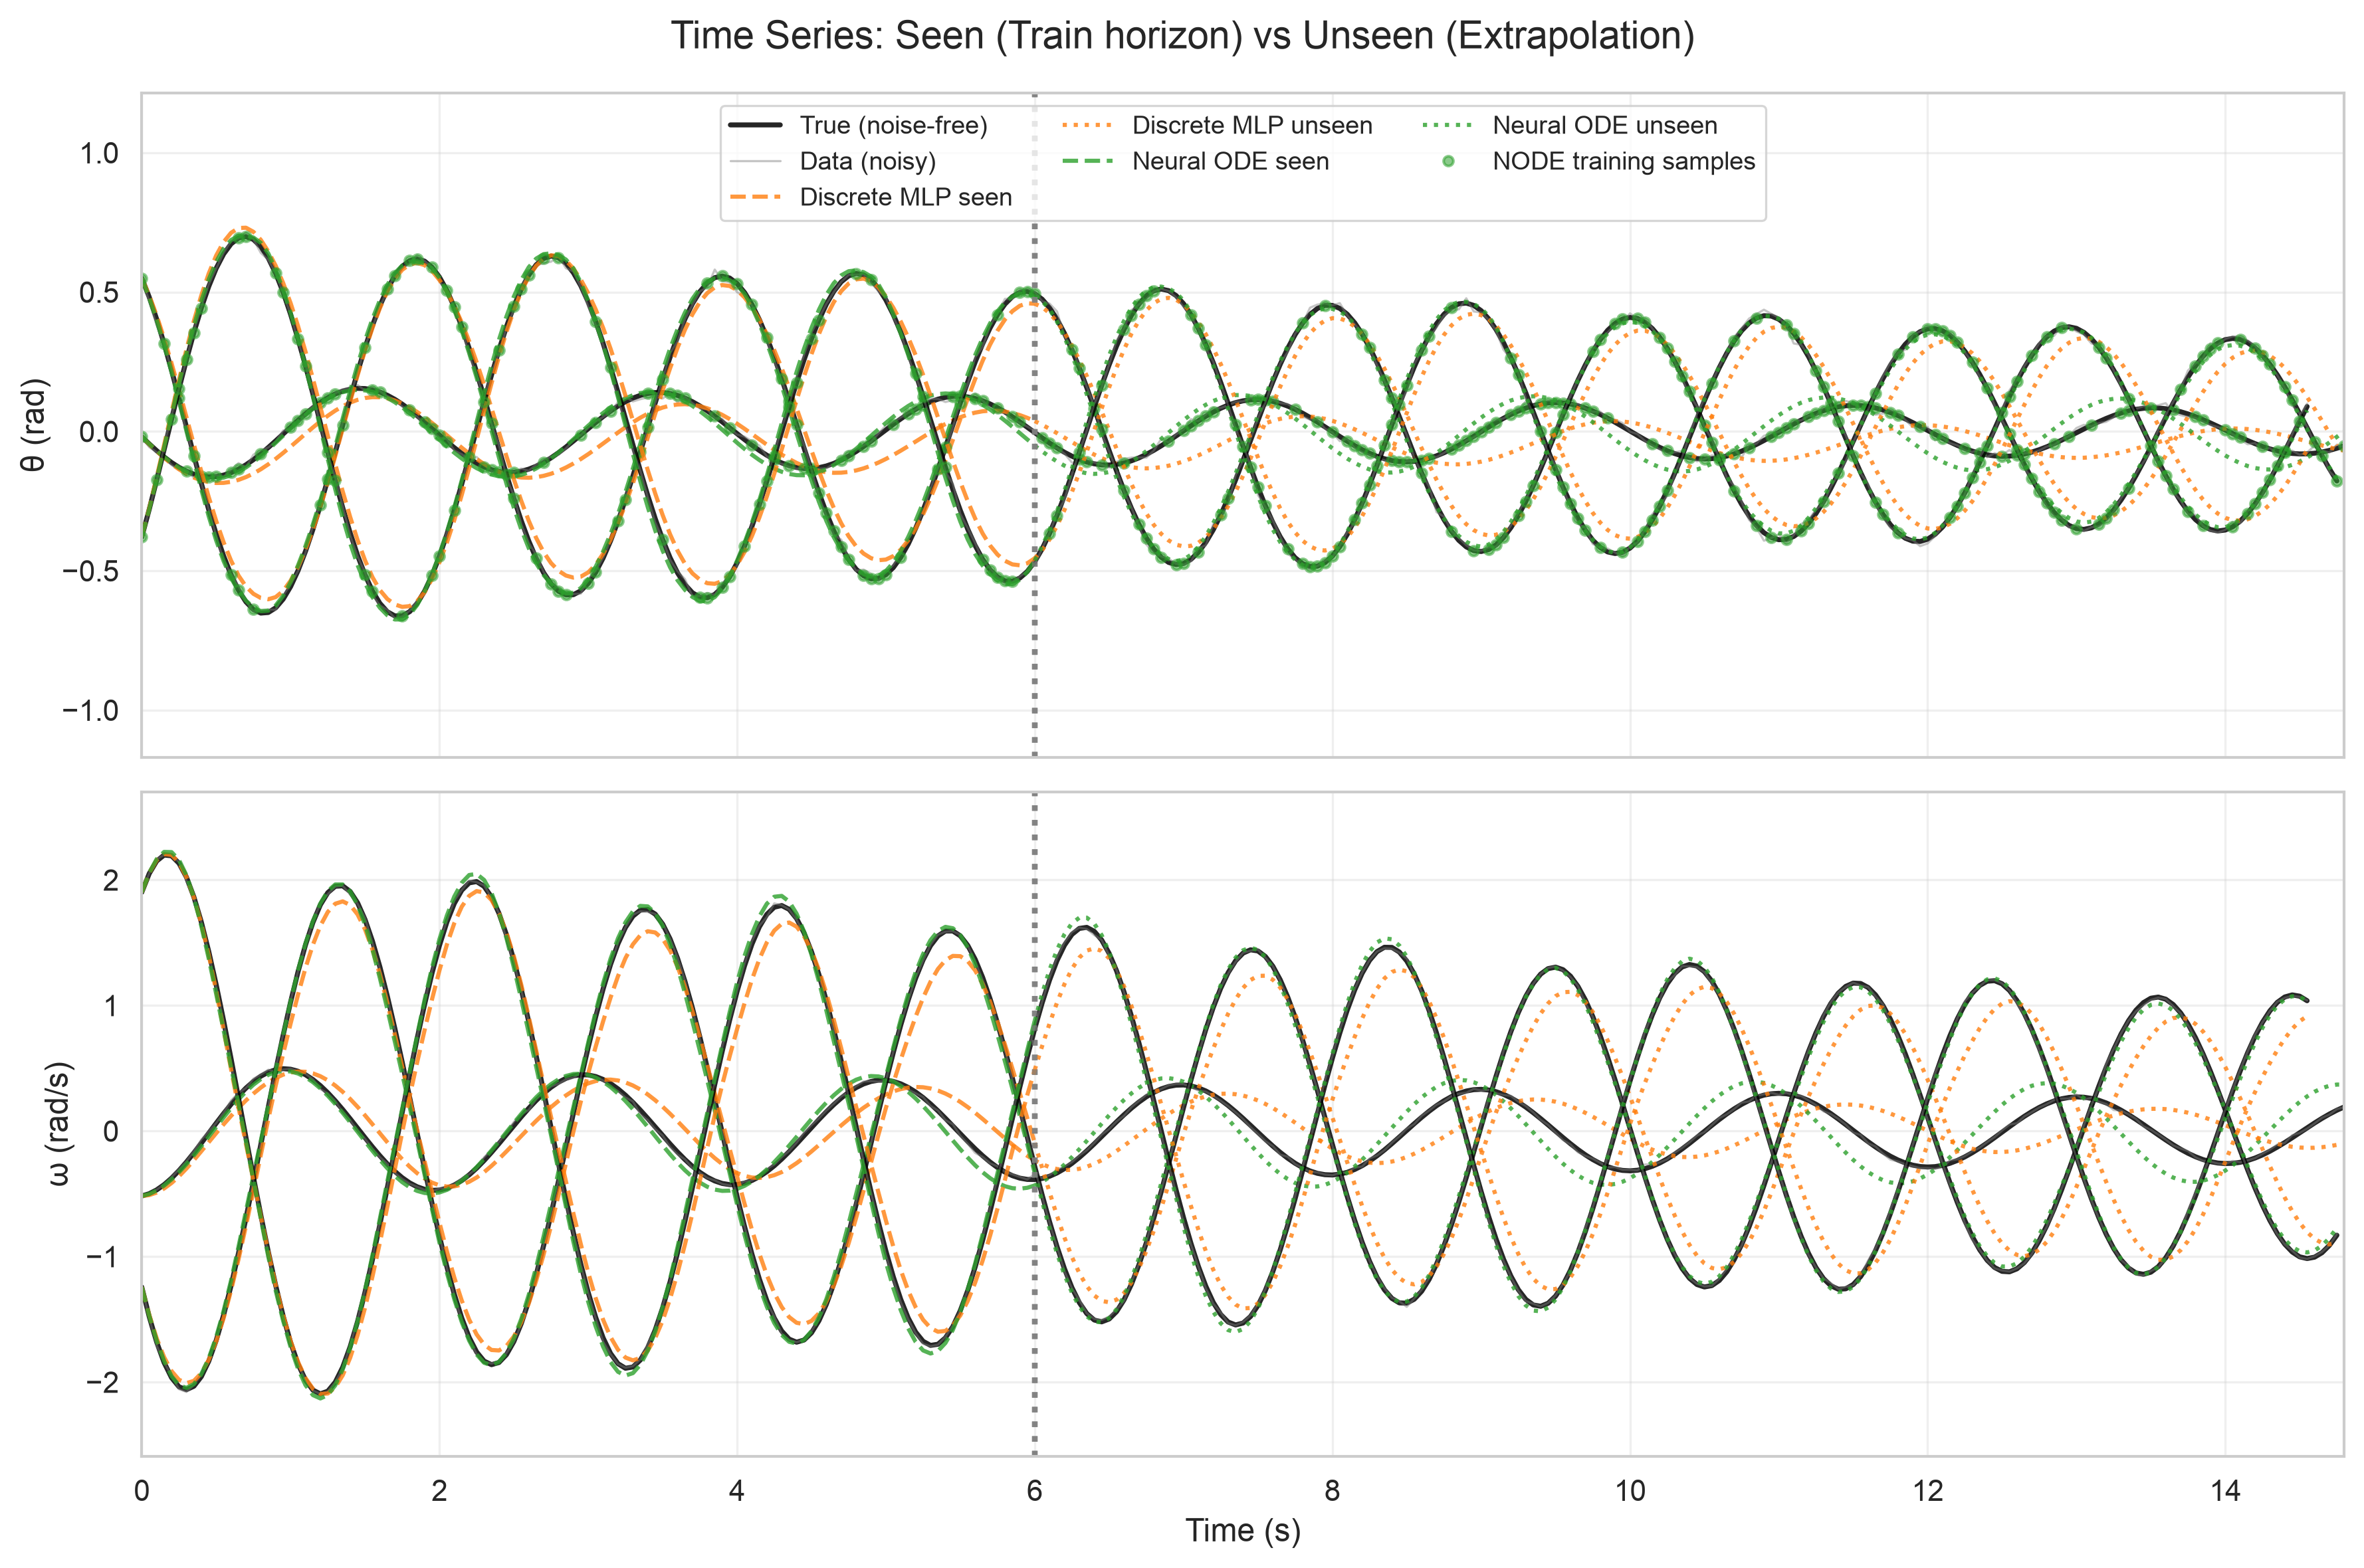 Time Series: Seen (Train horizon) vs Unseen (Extrapolation)
True (noise-free)
Data (noisy)
Discrete MLP seen
Discrete MLP unseen
Neural ODE seen
Neural ODE unseen
NODE training samples
1.0
0.5
0.0
−0.5
−1.0
θ (rad)
2
1
0
−1
−2
ω (rad/s)
0 2 4 6 8 10 12 14
Time (s)